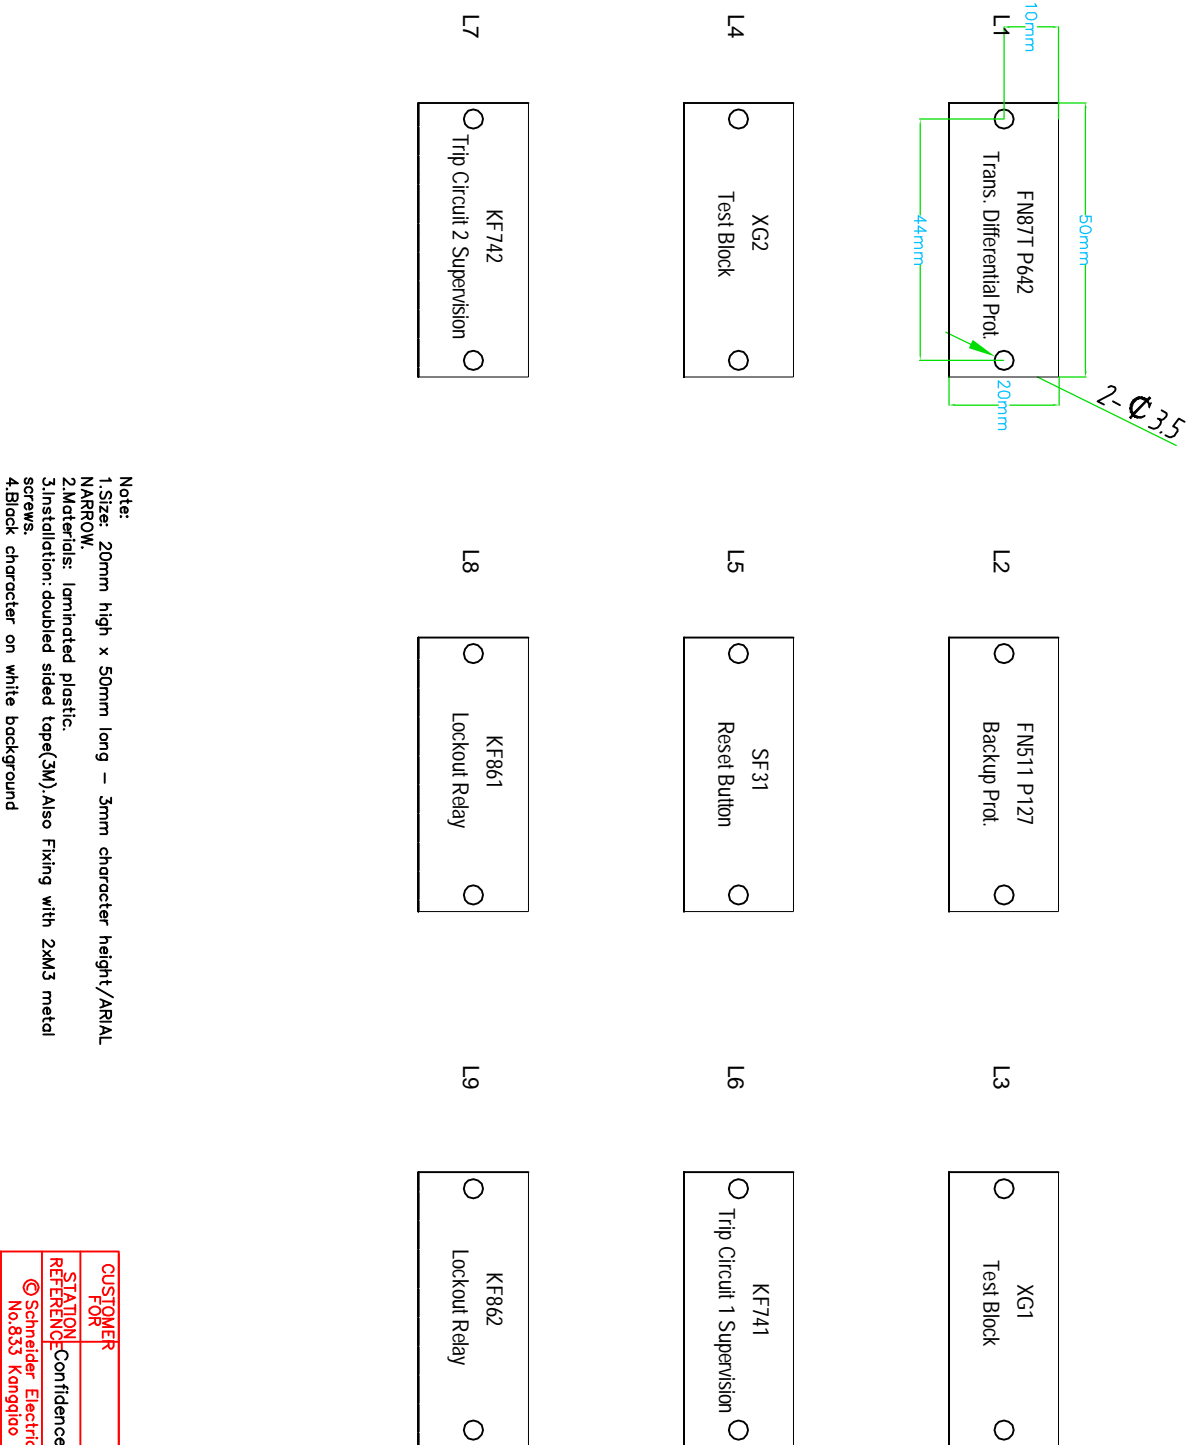 L1
10mm
50mm
FN87T P642
Trans. Differential Prot.
44mm
20mm
2-₵3.5
L2
FN511 P127
Backup Prot.
L3
XG1
Test Block
L4
XG2
Test Block
L5
SF31
Reset Button
L6
KF741
Trip Circuit 1 Supervision
L7
KF742
Trip Circuit 2 Supervision
L8
KF861
Lockout Relay
L9
KF862
Lockout Relay
Note:
1.Size: 20mm high x 50mm long - 3mm character height/ARIAL
NARROW.
2.Materials: laminated plastic.
3.Installation:doubled sided tape(3M).Also Fixing with 2xM3 metal
screws.
4.Black character on white background
CUSTOMER
FOR
STATION
REFERENCE
Confidence
© Schneider Electric
No.833 Kangqiao